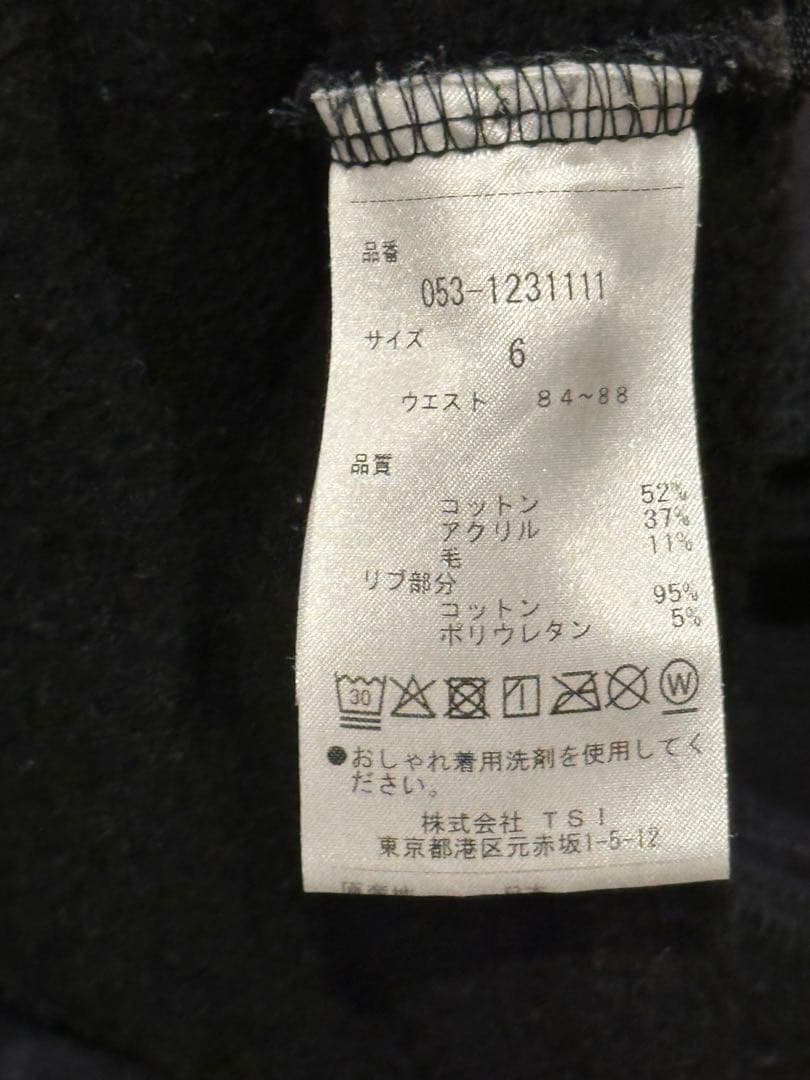 品番
053-1231111
サイズ
6
ウエスト 84~88
品質
コットン 52%
アクリル 37%
毛 11%
リブ部分
コットン 95%
ポリウレタン 5%
30
W
●おしゃれ着用洗剤を使用してく
ださい。
株式会社 TSI
東京都港区元赤坂1-5-12